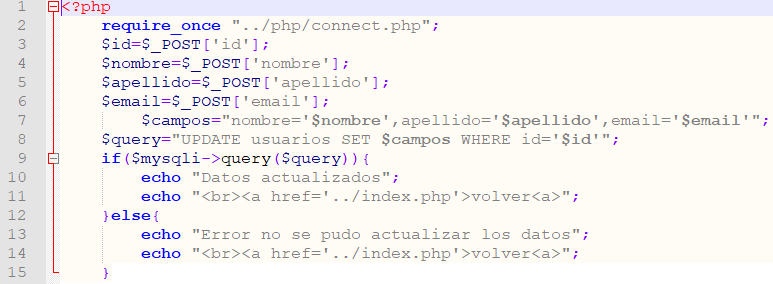 1 <?php
2 require_once "../php/connect.php";
3 $id=$_POST['id'];
4 $nombre=$_POST['nombre'];
5 $apellido=$_POST['apellido'];
6 $email=$_POST['email'];
7 $campos="nombre='$nombre',apellido='$apellido',email='$email'";
8 $query="UPDATE usuarios SET $campos WHERE id='$id'";
9 if($mysqli->query($query)){
10 echo "Datos actualizados";
11 echo "<br><a href='../index.php'>volver<a>";
12 }else{
13 echo "Error no se pudo actualizar los datos";
14 echo "<br><a href='../index.php'>volver<a>";
15 }